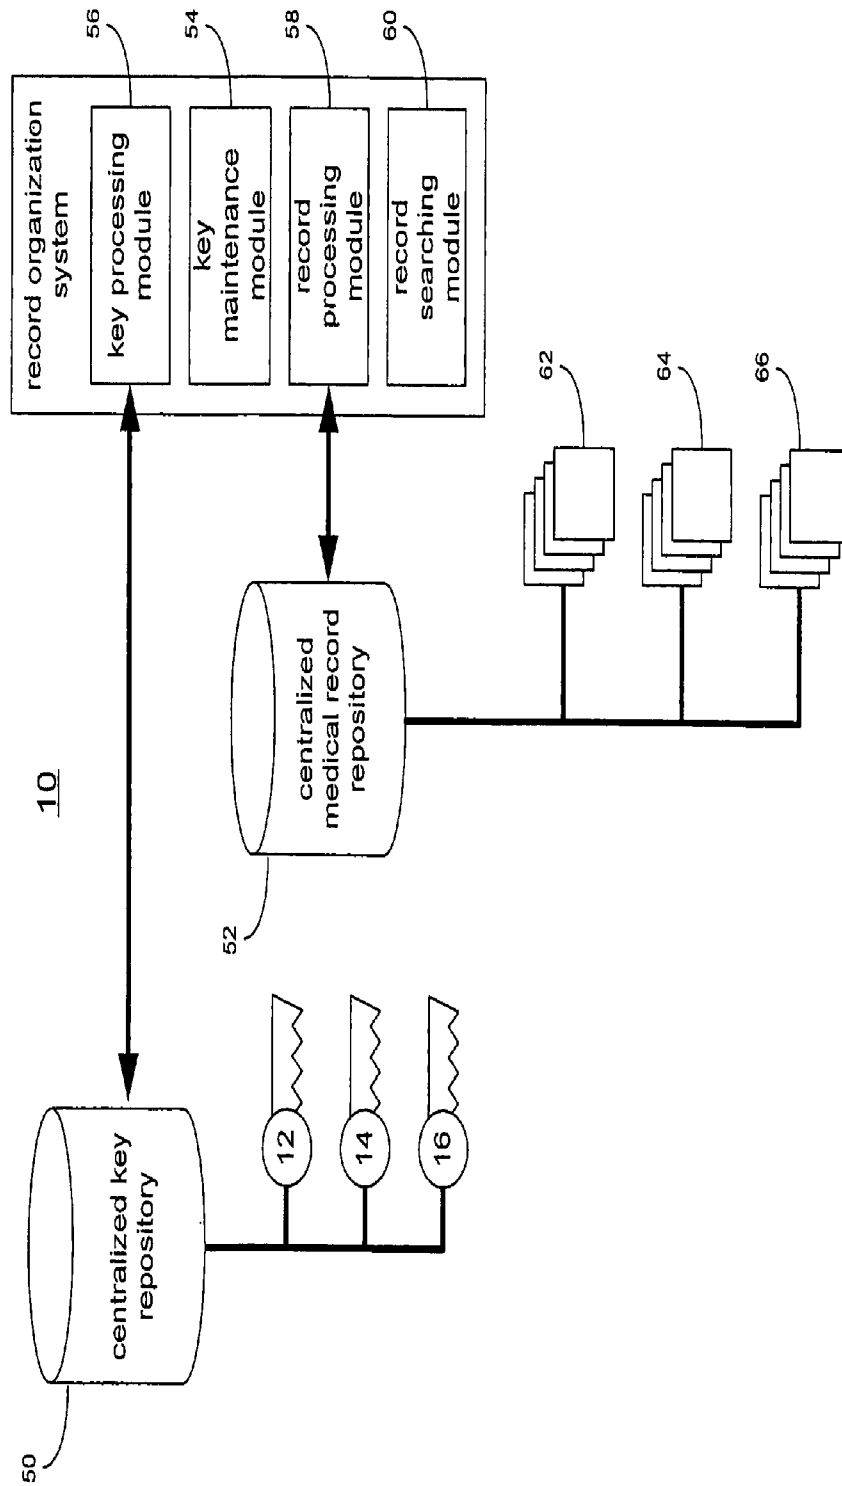 10
50
centralized key
repository
12
14
16
52
centralized
medical record
repository
62
64
66
record organization
system
key processing
module
56
key
maintenance
module
54
record
processing
module
58
record
searching
module
60